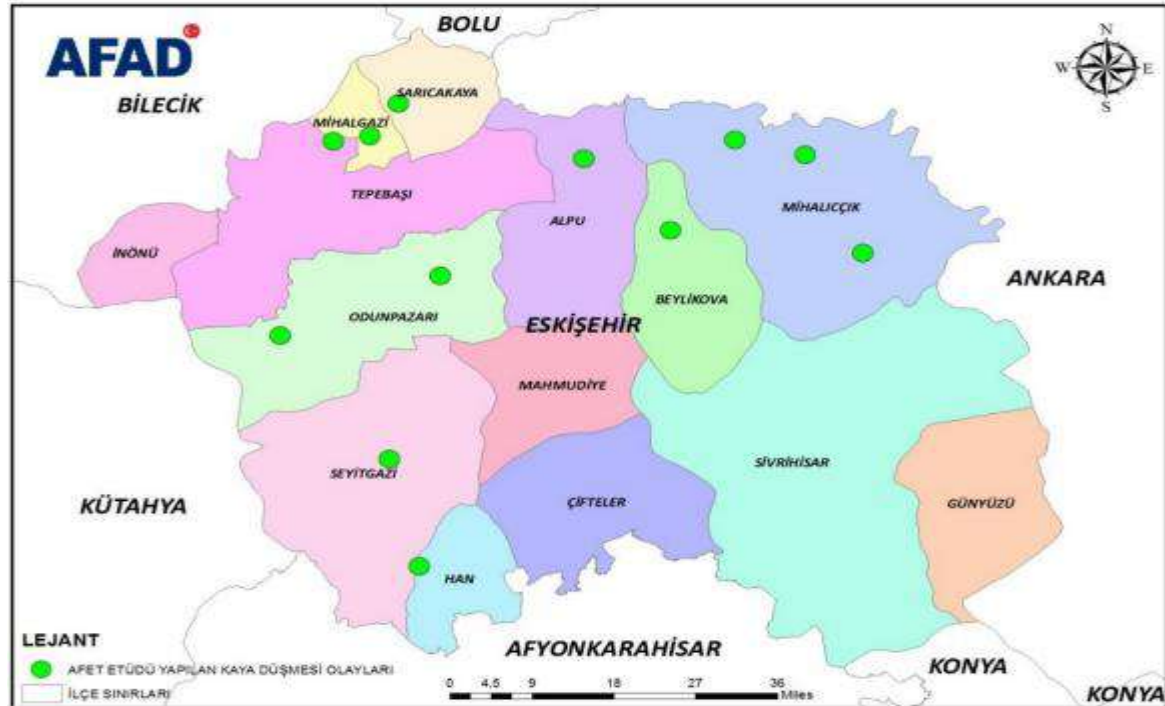 BOLU
AFAD
N
W E
S
BİLECİK
SARICAKAYA
MİHALGAZİ
TEPEBAŞI
ALPU
MİHALIÇÇIK
İNÖNÜ
ANKARA
BEYLİKOVA
ODUNPAZARI
ESKİŞEHİR
MAHMUDİYE
SEYİTGAZİ
SİVRİHİSAR
KÜTAHYA
ÇİFTELER
GÜNYÜZÜ
HAN
LEJANT
AFYONKARAHİSAR
AFET ETÜDÜ YAPILAN KAYA DÜŞMESİ OLAYLARI
KONYA
İLÇE SINIRLARI
0 4,5 9 18 27 36
Miles
KONYA